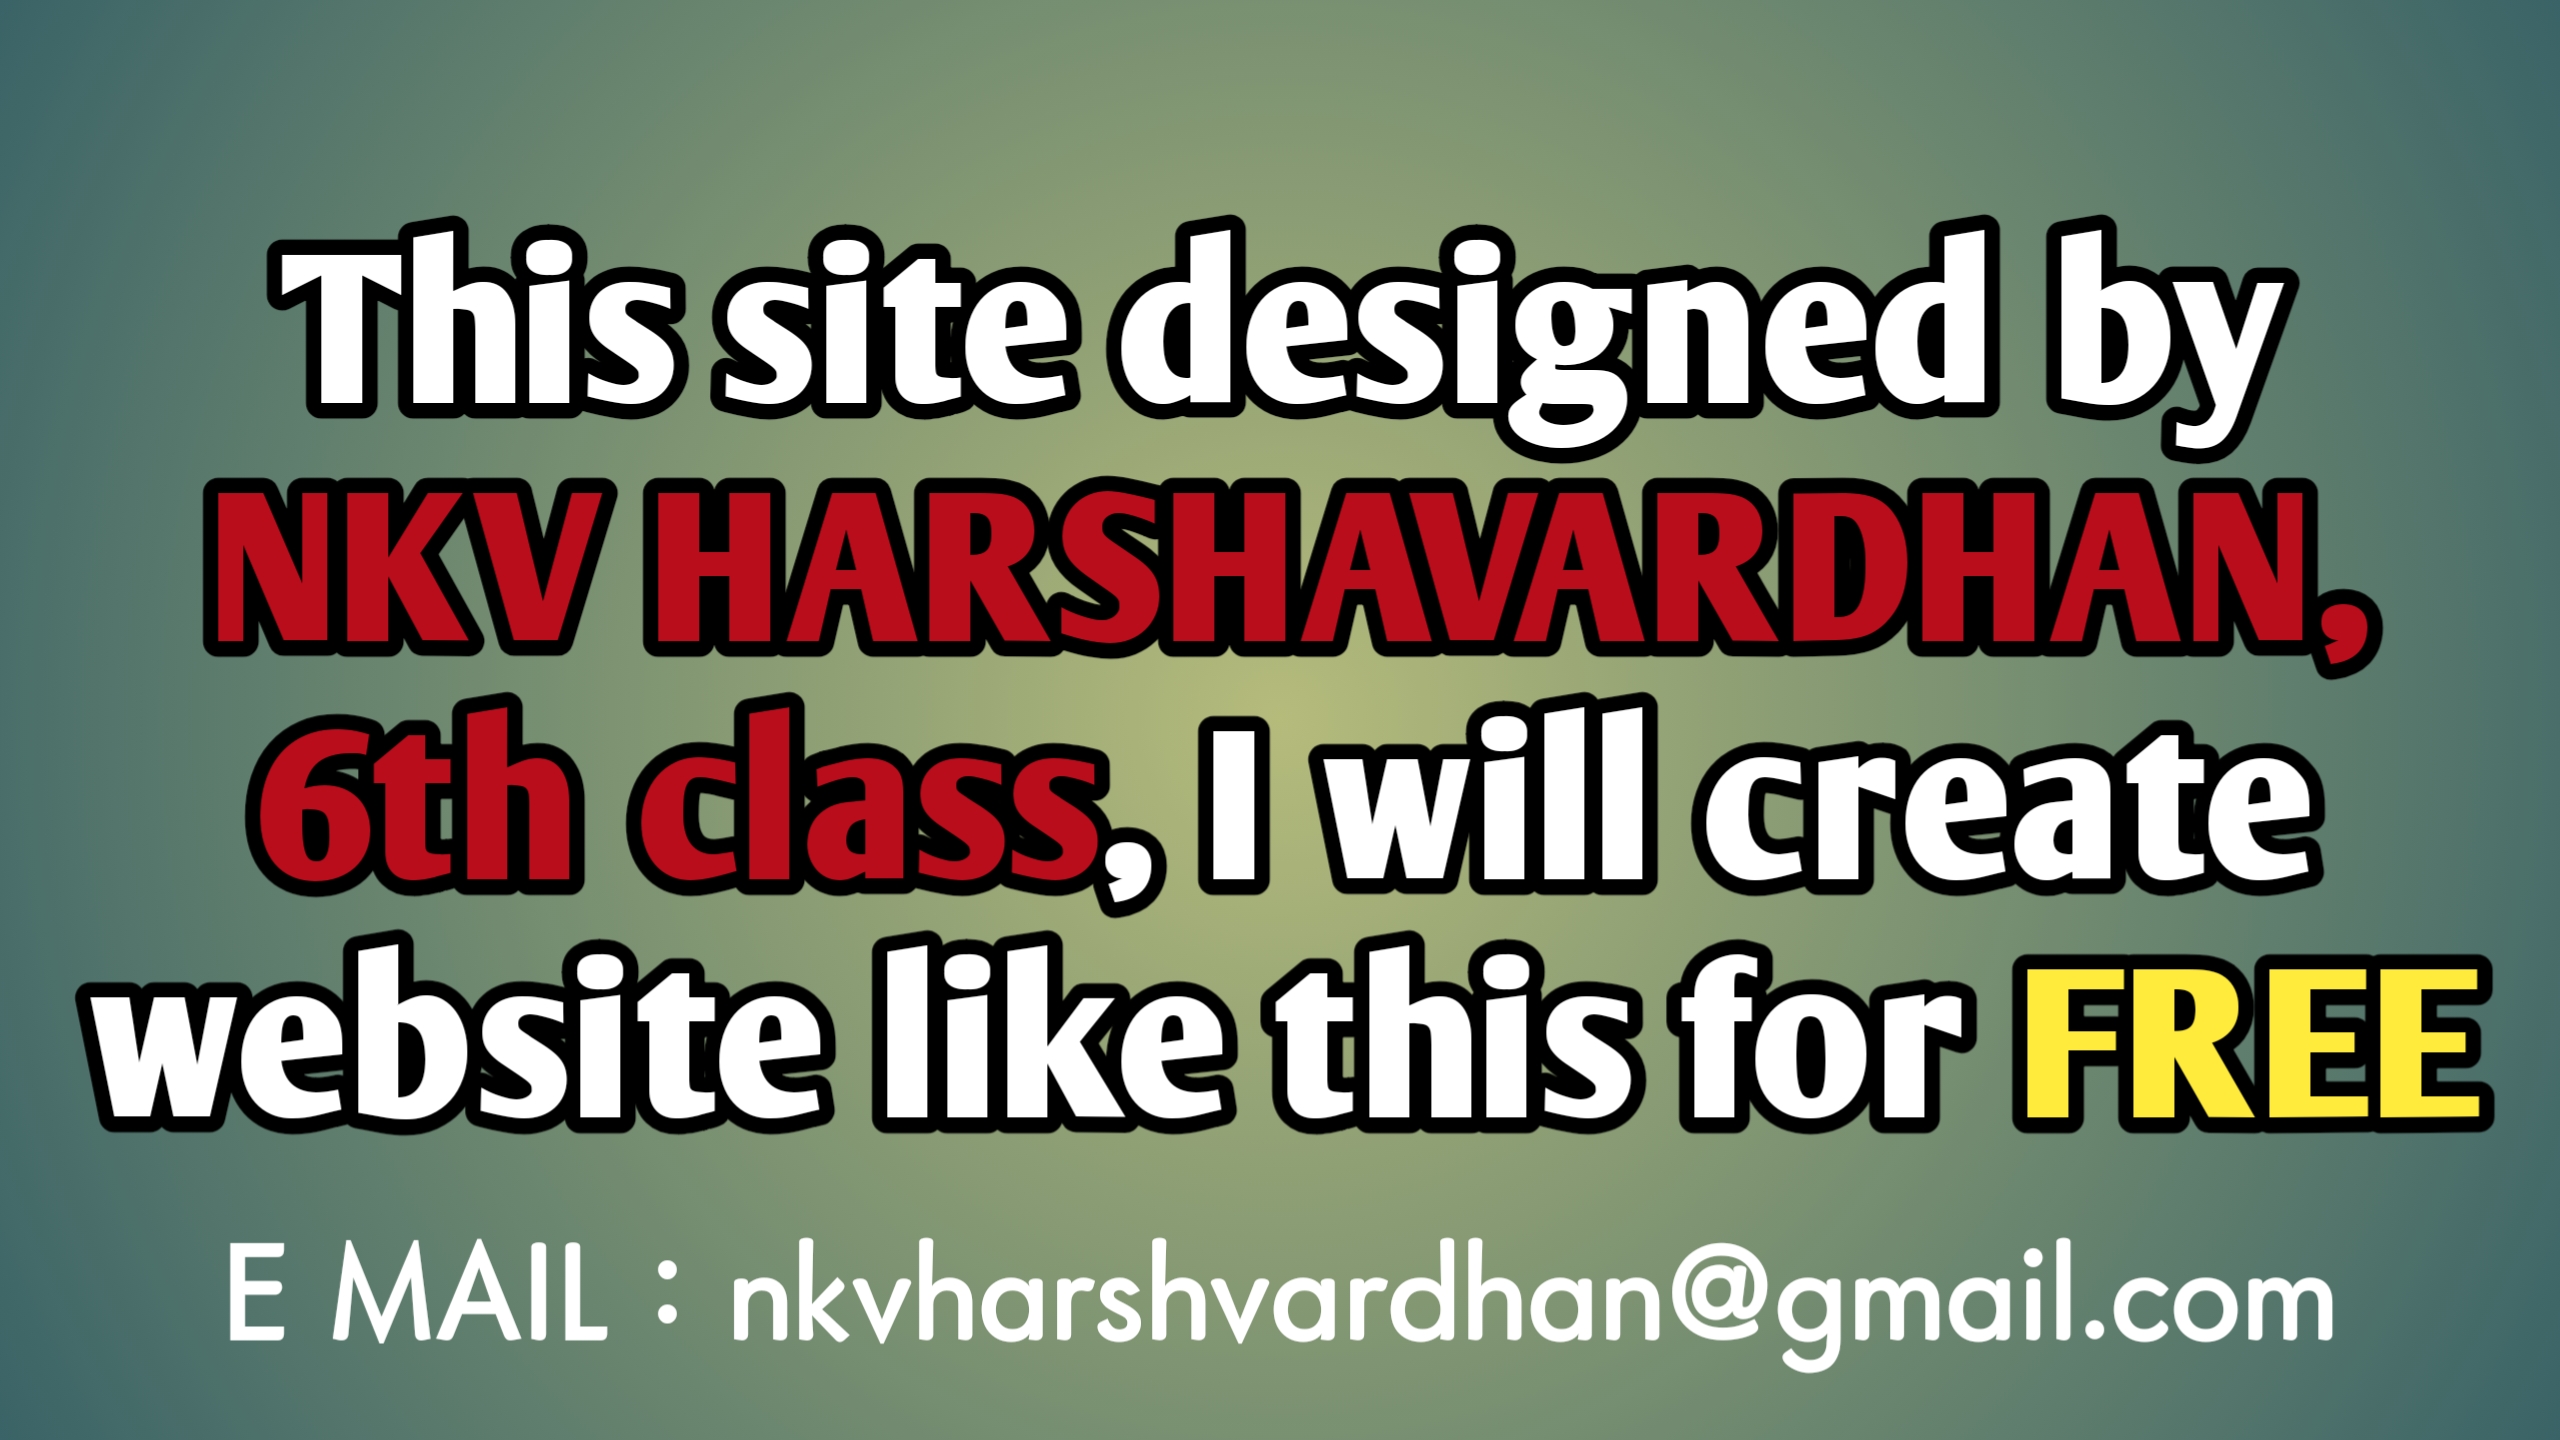 This site designed by
NKV HARSHAVARDHAN,
6th class, I will create
website like this for FREE
E MAIL : nkvharshvardhan@gmail.com